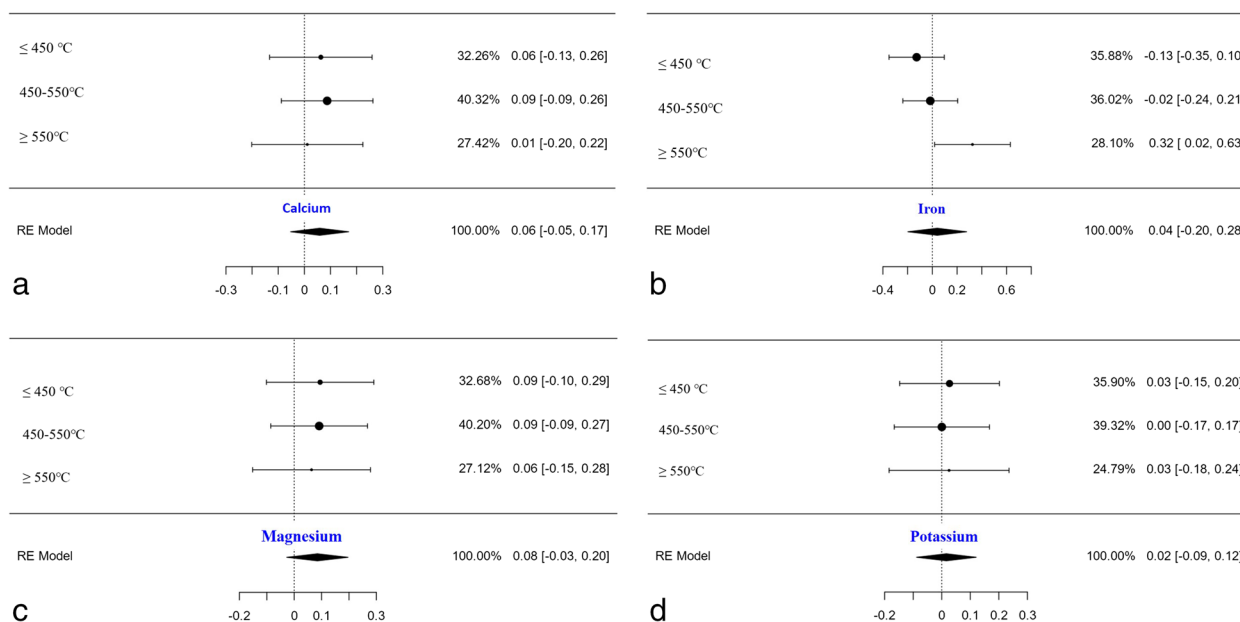 ≤ 450 °C 32.26% 0.06 [-0.13, 0.26]
450-550°C 40.32% 0.09 [-0.09, 0.26]
≥ 550°C 27.42% 0.01 [-0.20, 0.22]
Calcium
RE Model 100.00% 0.06 [-0.05, 0.17]
-0.3 -0.1 0 0.1 0.3
a
≤ 450 °C 35.88% -0.13 [-0.35, 0.10
450-550°C 36.02% -0.02 [-0.24, 0.21
≥ 550°C 28.10% 0.32 [ 0.02, 0.63
Iron
RE Model 100.00% 0.04 [-0.20, 0.28
-0.4 0 0.2 0.6
b
≤ 450 °C 32.68% 0.09 [-0.10, 0.29]
450-550°C 40.20% 0.09 [-0.09, 0.27]
≥ 550°C 27.12% 0.06 [-0.15, 0.28]
Magnesium
RE Model 100.00% 0.08 [-0.03, 0.20]
-0.2 0 0.1 0.3
c
≤ 450 °C 35.90% 0.03 [-0.15, 0.20]
450-550°C 39.32% 0.00 [-0.17, 0.17]
≥ 550°C 24.79% 0.03 [-0.18, 0.24]
Potassium
RE Model 100.00% 0.02 [-0.09, 0.12]
-0.2 0 0.1 0.2 0.3
d